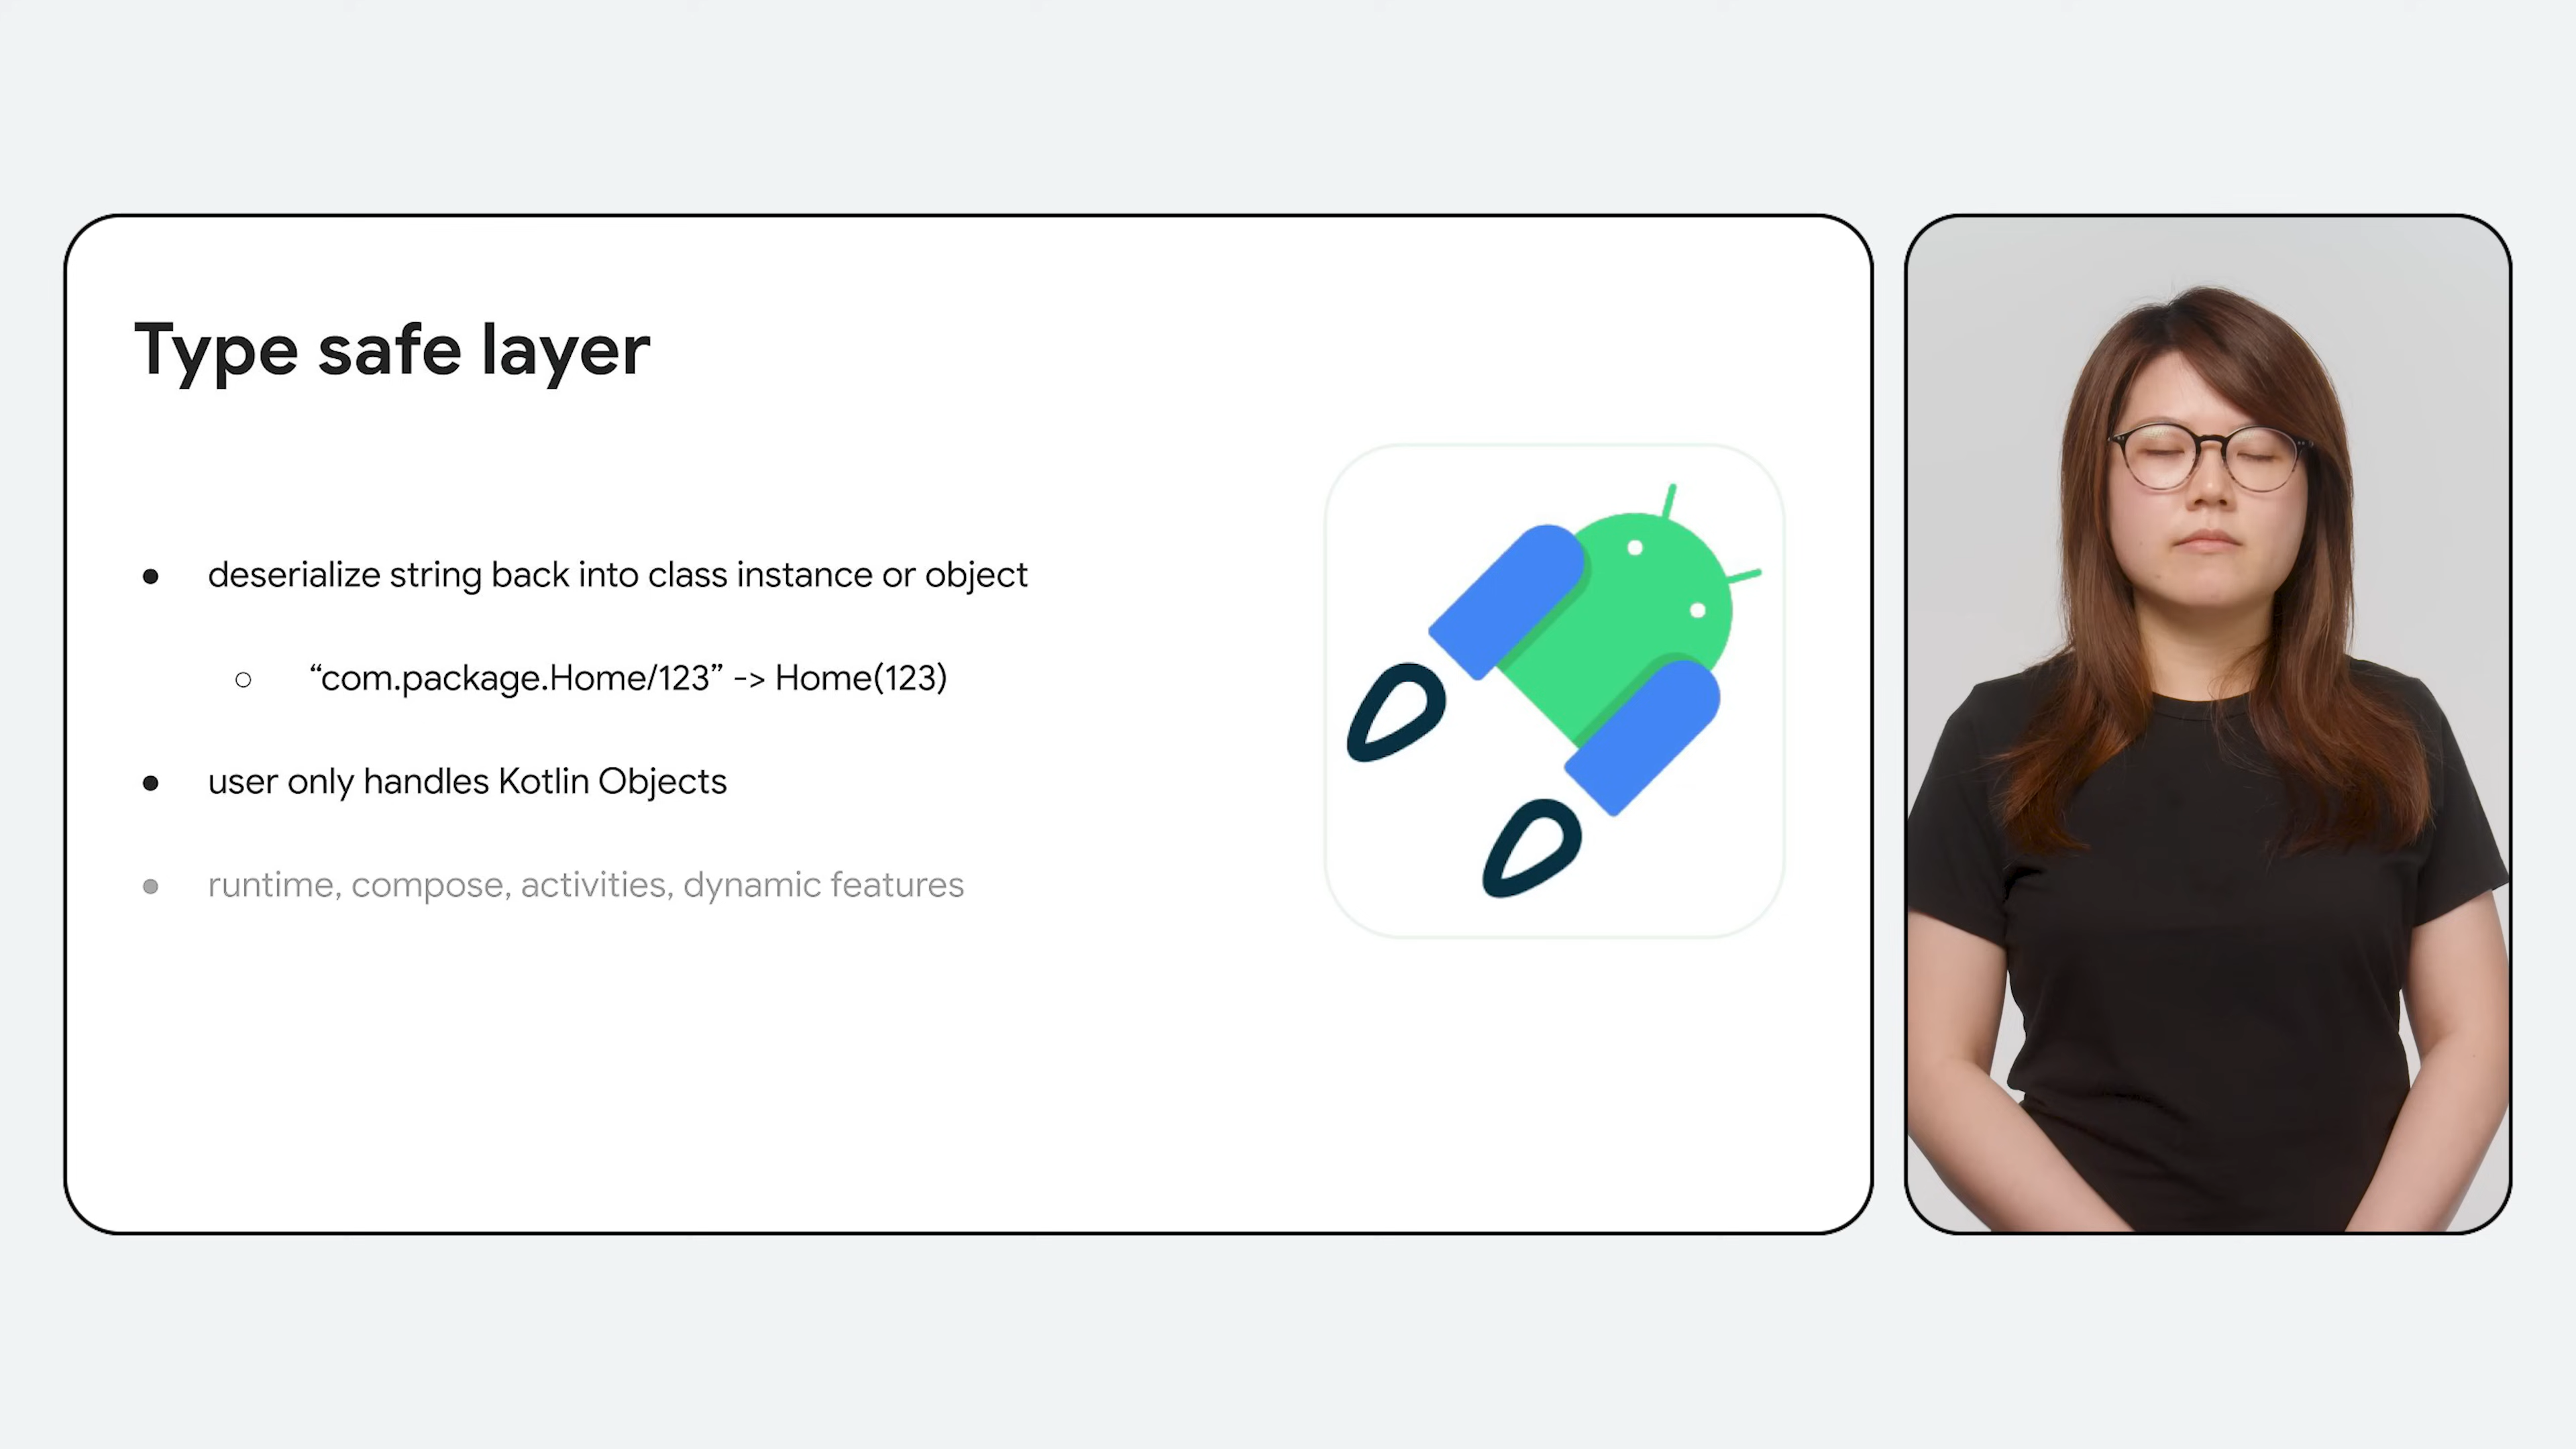 Type safe layer
● deserialize string back into class instance or object
○ “com.package.Home/123” -> Home(123)
● user only handles Kotlin Objects
● runtime, compose, activities, dynamic features